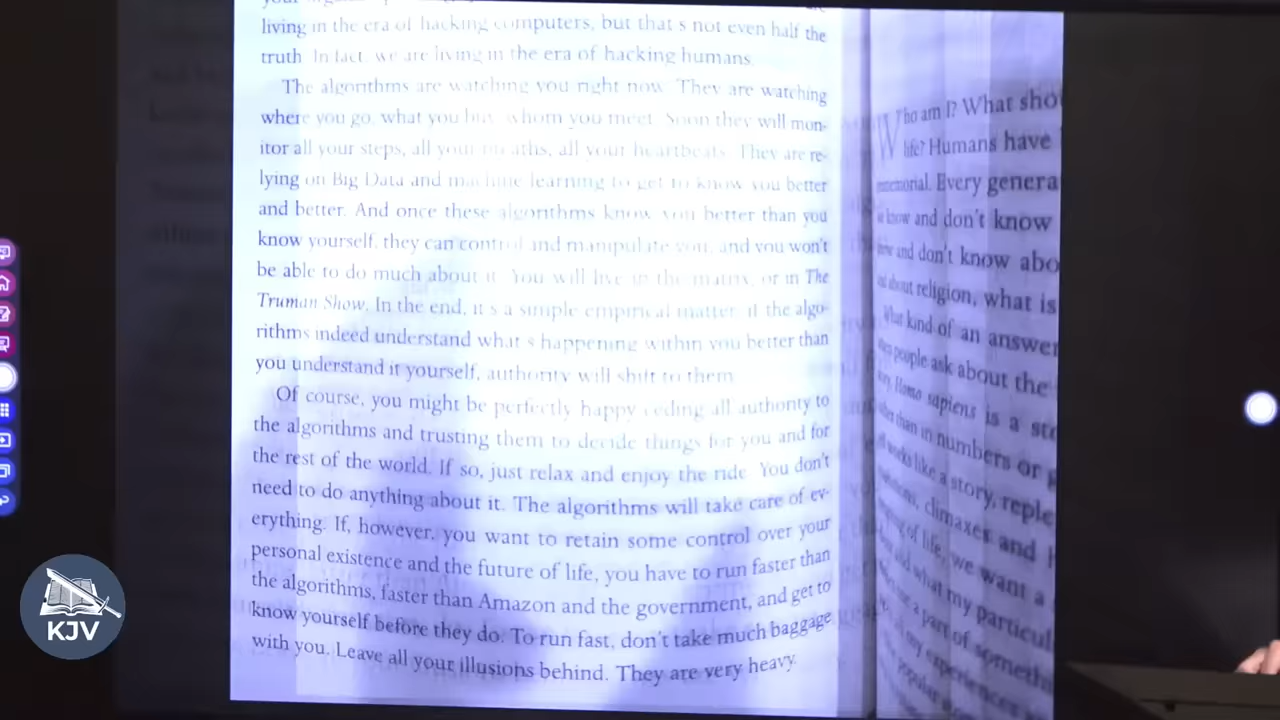 living in the era of hacking computers, but that's not even half the
truth. In fact, we are living in the era of hacking humans.
The algorithms are watching you right now. They are watching
where you go, what you buy, whom you meet. Soon they will mon-
itor all your steps, all your breaths, all your heartbeats. They are re-
lying on Big Data and machine learning to get to know you better
and better. And once these algorithms know you better than you
know yourself, they can control and manipulate you, and you won't
be able to do much about it. You will live in the matrix, or in The
Truman Show. In the end, it's a simple empirical matter: if the algo-
rithms indeed understand what's happening within you better than
you understand it yourself, authority will shift to them.
Of course, you might be perfectly happy ceding all authority to
the algorithms and trusting them to decide things for you and for
the rest of the world. If so, just relax and enjoy the ride. You don't
need to do anything about it. The algorithms will take care of ev-
erything. If, however, you want to retain some control over your
personal existence and the future of life, you have to run faster than
the algorithms, faster than Amazon and the government, and get to
know yourself before they do. To run fast, don't take much baggage
with you. Leave all your illusions behind. They are very heavy.
Who am I? What sho
life? Humans have
Every genera
know and don't know
and don't know abo
about religion, what is
What kind of an answer
people ask about the
Homo sapiens is a sto
than in numbers or g
works like a story, reple
climaxes and h
of life, we want a
what my particul
a part of someth
my experiences
popular
KJV